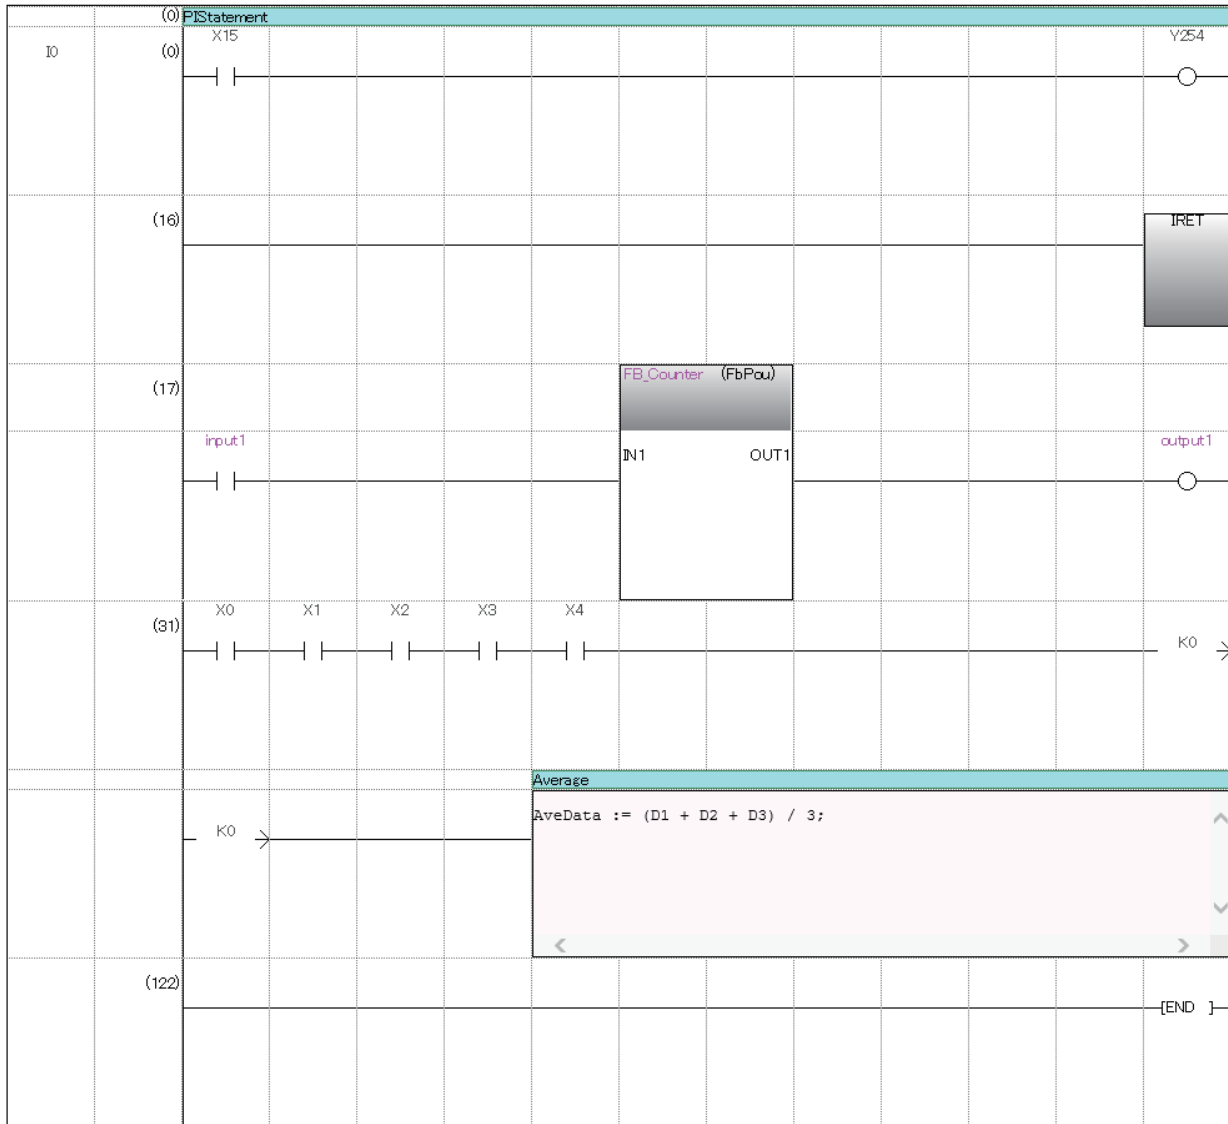 (0) PIStatement
X15 Y254
I0 (0)
(16) IRET
(17) FB_Counter (FbPou)
input1 output1
IN1 OUT1
X0 X1 X2 X3 X4
(31) K0
Average
AveData := (D1 + D2 + D3) / 3;
K0
(122)
[END ]